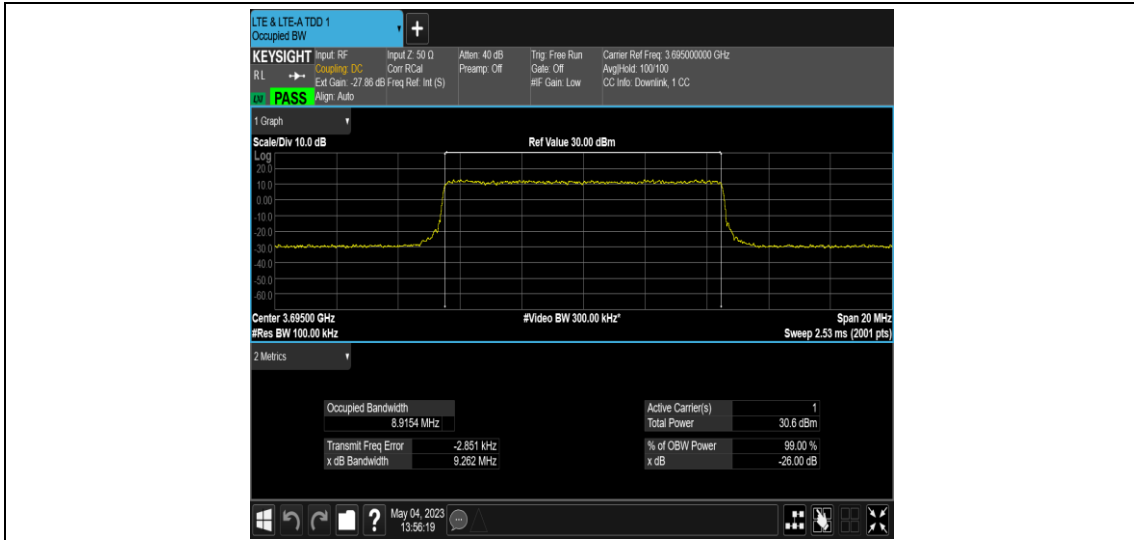 LTE & LTE-A TDD 1
Occupied BW
+
KEYSIGHT Input: RF Input Z: 50 Ω Atten: 40 dB Trig: Free Run Carrier Ref Freq: 3.695000000 GHz
RL Coupling: DC Corr RCal Preamp: Off Gate: Off Avg|Hold: 100/100
Ext Gain: -27.86 dB Freq Ref: Int (S) #IF Gain: Low CC Info: Downlink, 1 CC
PASS Align: Auto
1 Graph
Scale/Div 10.0 dB Ref Value 30.00 dBm
Log
20.0
10.0
0.00
-10.0
-20.0
-30.0
-40.0
-50.0
-60.0
Center 3.69500 GHz #Video BW 300.00 kHz* Span 20 MHz
#Res BW 100.00 kHz Sweep 2.53 ms (2001 pts)
2 Metrics
Occupied Bandwidth Active Carrier(s) 1
8.9154 MHz Total Power 30.6 dBm
Transmit Freq Error -2.851 kHz % of OBW Power 99.00 %
x dB Bandwidth 9.262 MHz x dB -26.00 dB
? May 04, 2023
13:56:19